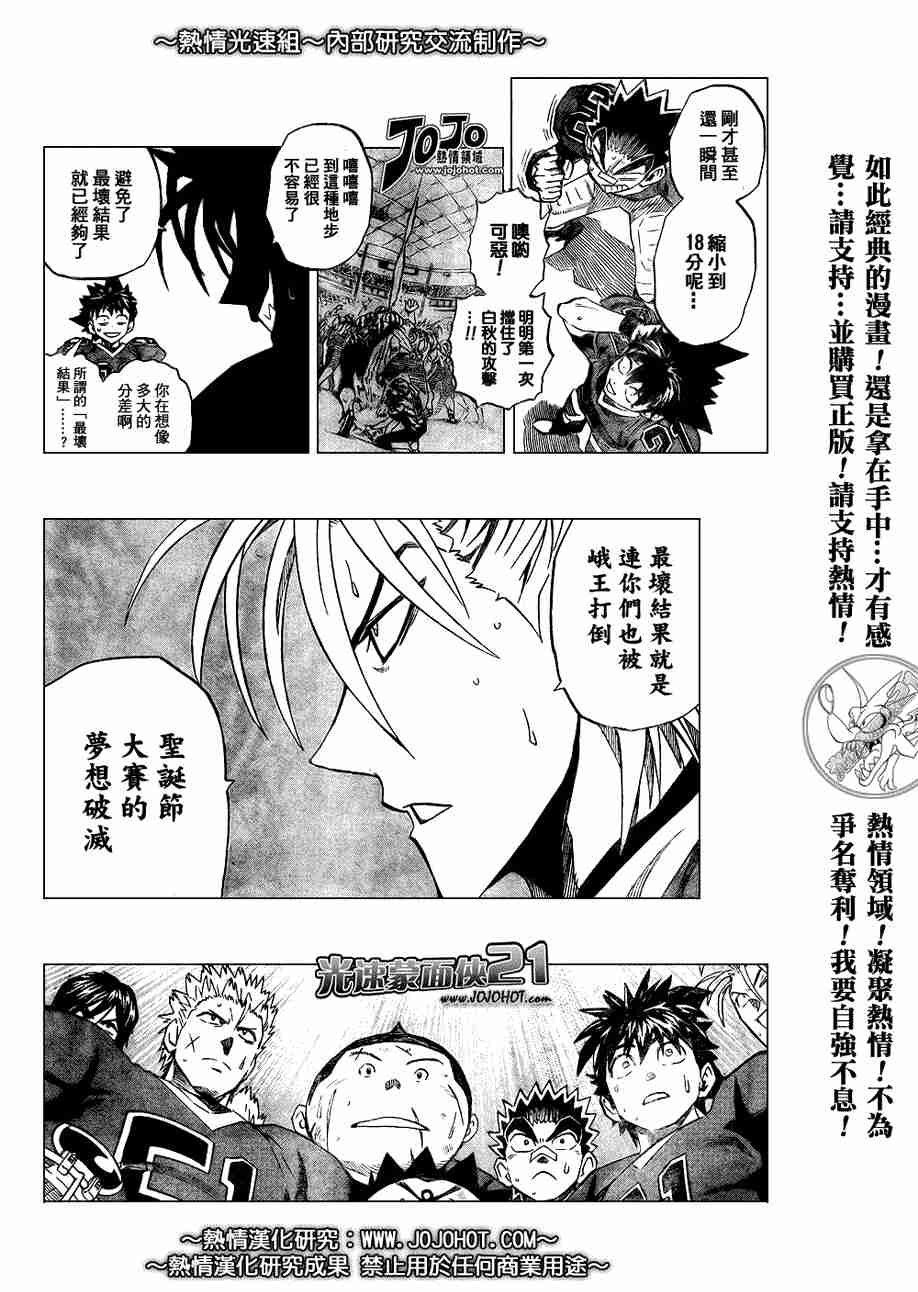 ～熱情光速組～內部研究交流制作～
剛才甚至
還一瞬間
縮小到
18分呢…
明明第一次
擋住了
白秋的攻擊
…!!
噢喲
可惡！
JOJO
熱情領域
www.jojohot.com
嘻嘻嘻
到這種地步
已經很
不容易了
避免了
最壞結果
就已經夠了
你在想像
多大的
分差啊
所謂的「最壞
結果」……？
最壞結果就是
連你們也被
峨王打倒
聖誕節
大賽的
夢想破滅
光速蒙面俠21
www.JOJOHOT.com
21
51
21
如此經典的漫畫！還是拿在手中…才有感
覺…請支持…並購買正版！請支持熱情！
熱情領域！凝聚熱情！不為
爭名奪利！我要自強不息！
～熱情漢化研究：WWW.JOJOHOT.COM～
～熱情漢化研究成果 禁止用於任何商業用途～